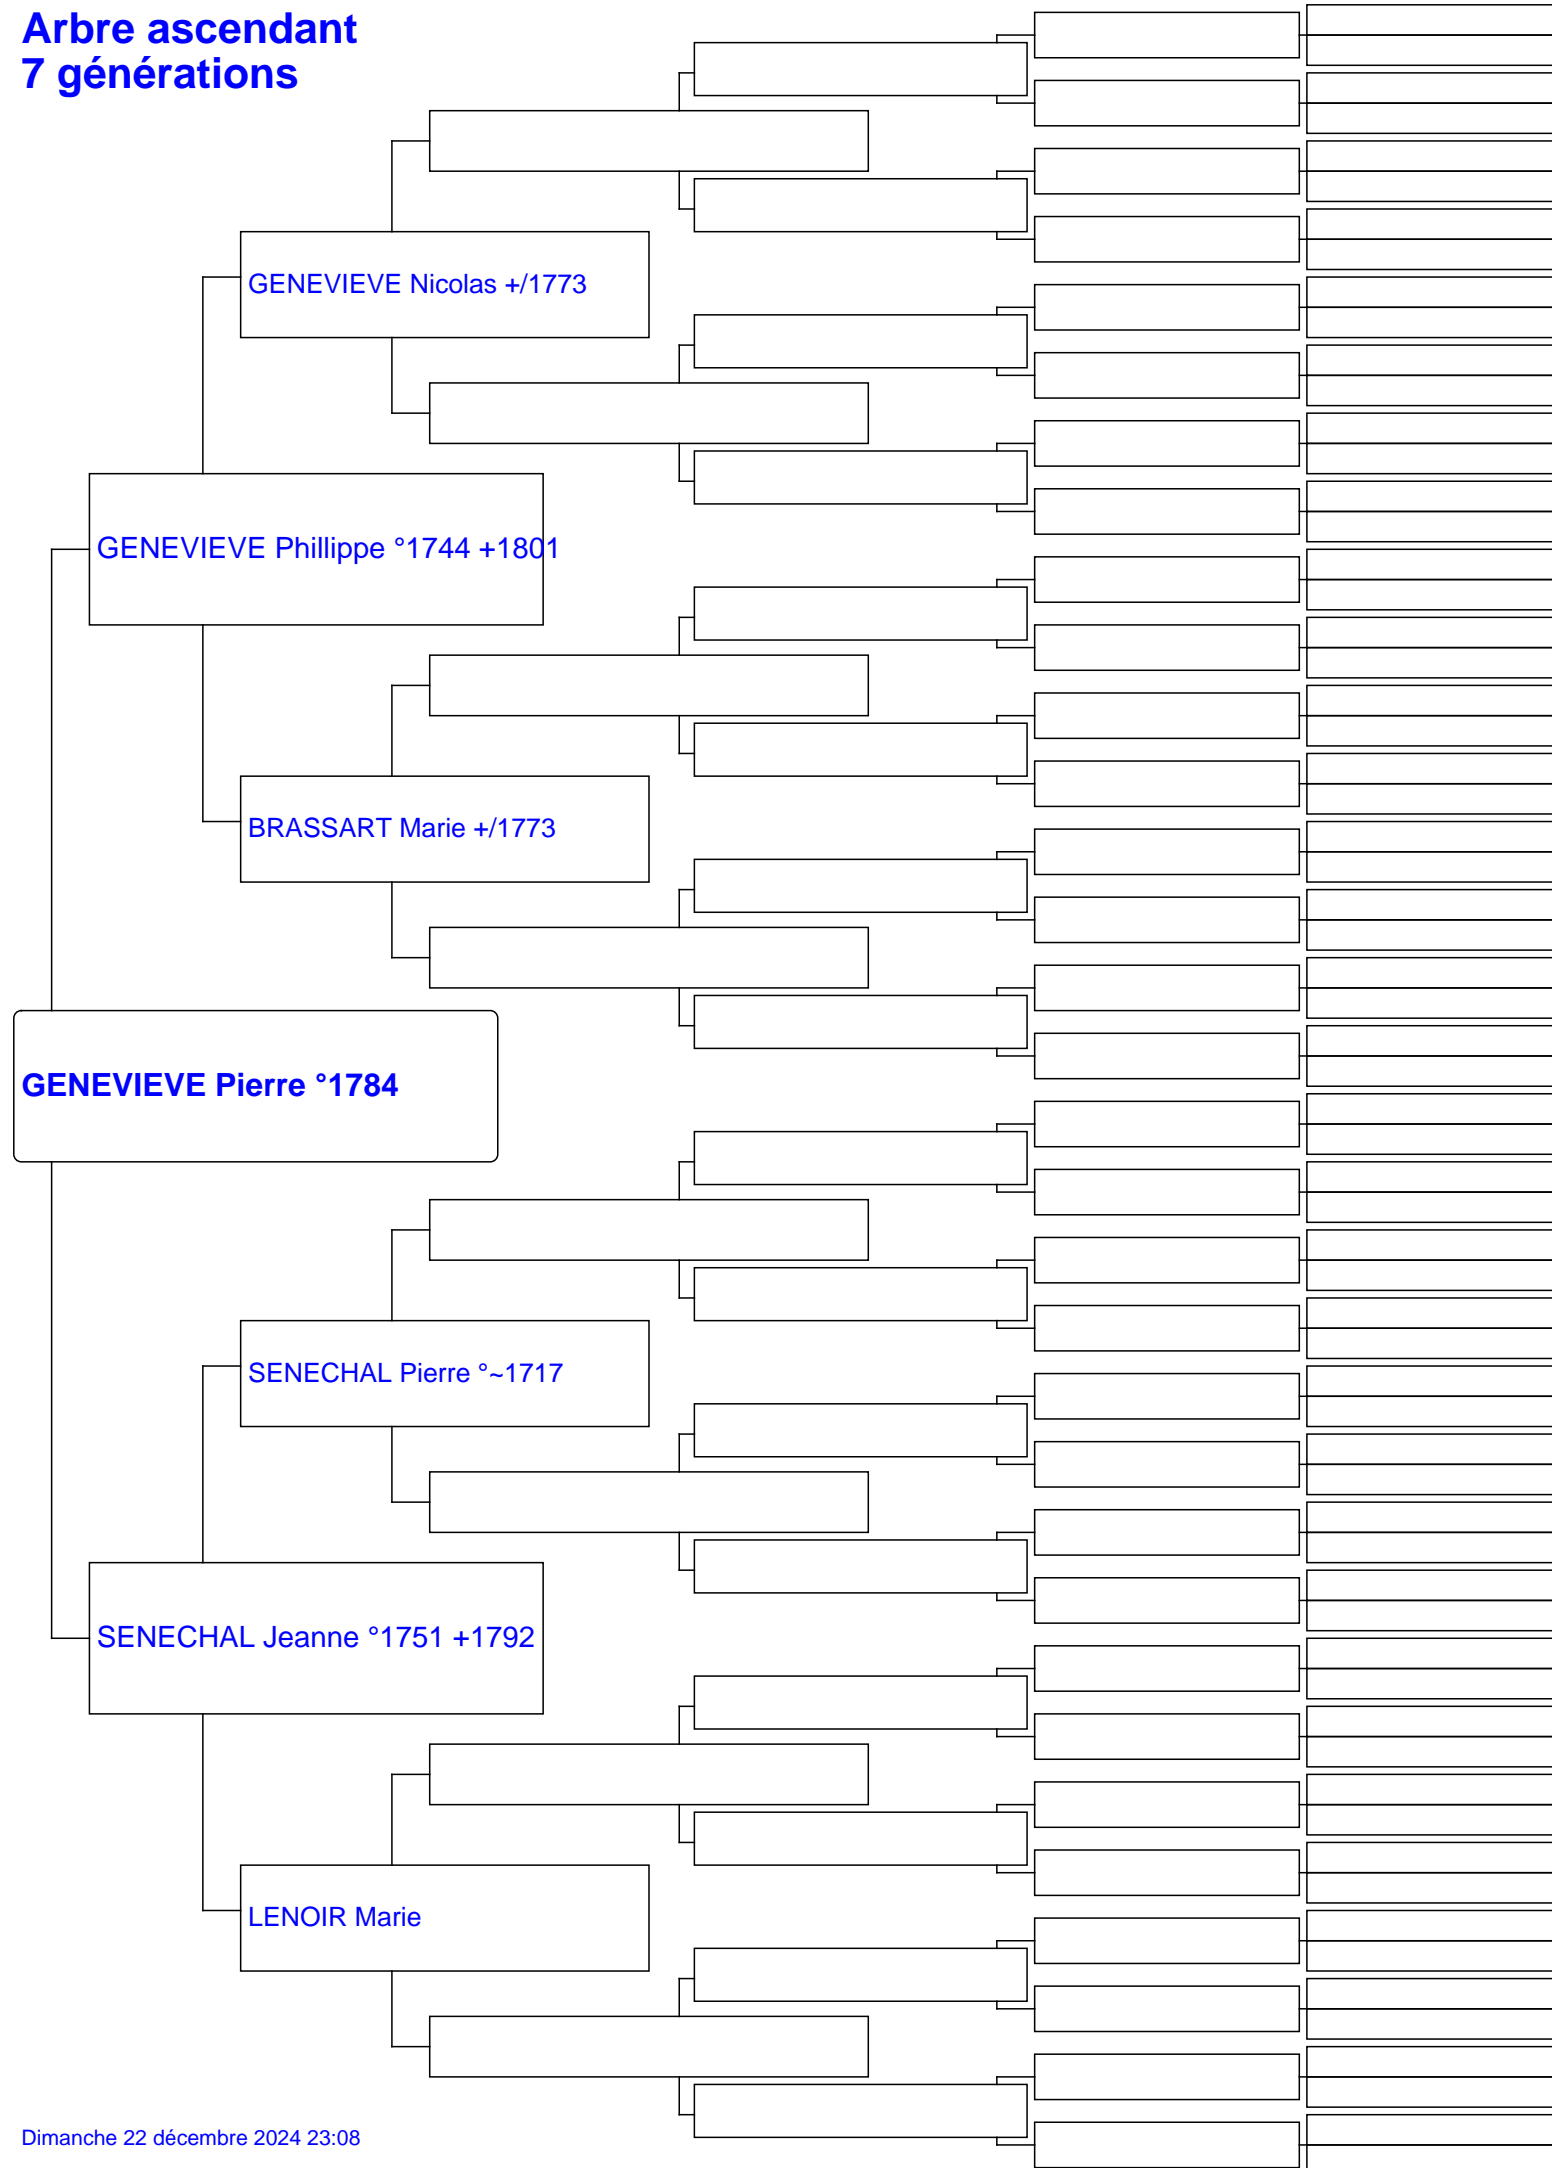 Arbre ascendant
7 générations
GENEVIEVE Nicolas +/1773
GENEVIEVE Phillippe °1744 +1801
BRASSART Marie +/1773
GENEVIEVE Pierre °1784
SENECHAL Pierre °~1717
SENECHAL Jeanne °1751 +1792
LENOIR Marie
Dimanche 22 décembre 2024 23:08